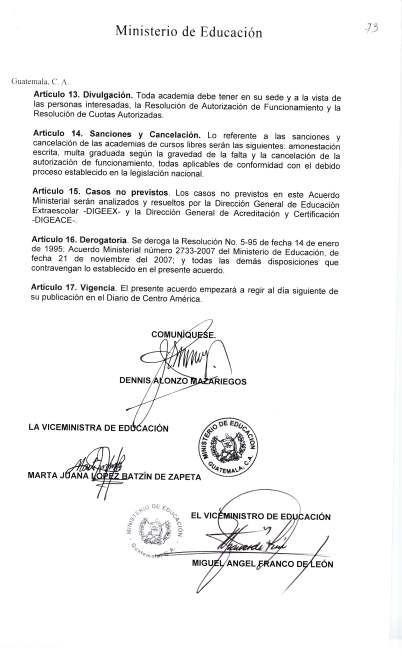 Ministerio de Educación
73
Guatemala, C. A.
Artículo 13. Divulgación. Toda academia debe tener en su sede y a la vista de
las personas interesadas, la Resolución de Autorización de Funcionamiento y la
Resolución de Cuotas Autorizadas.
Artículo 14. Sanciones y Cancelación. Lo referente a las sanciones y
cancelación de las academias de cursos libres serán las siguientes: amonestación
escrita, multa graduada según la gravedad de la falta y la cancelación de la
autorización de funcionamiento, todas aplicables de conformidad con el debido
proceso establecido en la legislación nacional.
Artículo 15. Casos no previstos. Los casos no previstos en este Acuerdo
Ministerial serán analizados y resueltos por la Dirección General de Educación
Extraescolar -DIGEEX- y la Dirección General de Acreditación y Certificación
-DIGEACE-.
Artículo 16. Derogatoria. Se deroga la Resolución No. 5-95 de fecha 14 de enero
de 1995; Acuerdo Ministerial número 2733-2007 del Ministerio de Educación, de
fecha 21 de noviembre del 2007; y todas las demás disposiciones que
contravengan lo establecido en el presente acuerdo.
Artículo 17. Vigencia. El presente acuerdo empezará a regir al día siguiente de
su publicación en el Diario de Centro América.
COMUNÍQUESE.
DENNIS ALONZO MAZARIEGOS
LA VICEMINISTRA DE EDUCACIÓN
MINISTERIO DE EDUCACION
GUATEMALA, C.A.
MARTA JUANA LÓPEZ BATZÍN DE ZAPETA
MINISTERIO DE EDUCACION
Guatemala, C.A.
EL VICEMINISTRO DE EDUCACIÓN
MIGUEL ANGEL FRANCO DE LEÓN